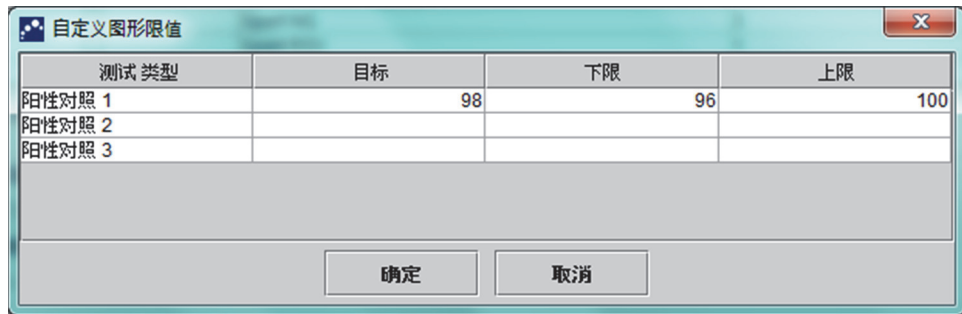 自定义图形限值
测试 类型 目标 下限 上限
阳性对照 1 98 96 100
阳性对照 2
阳性对照 3
确定 取消